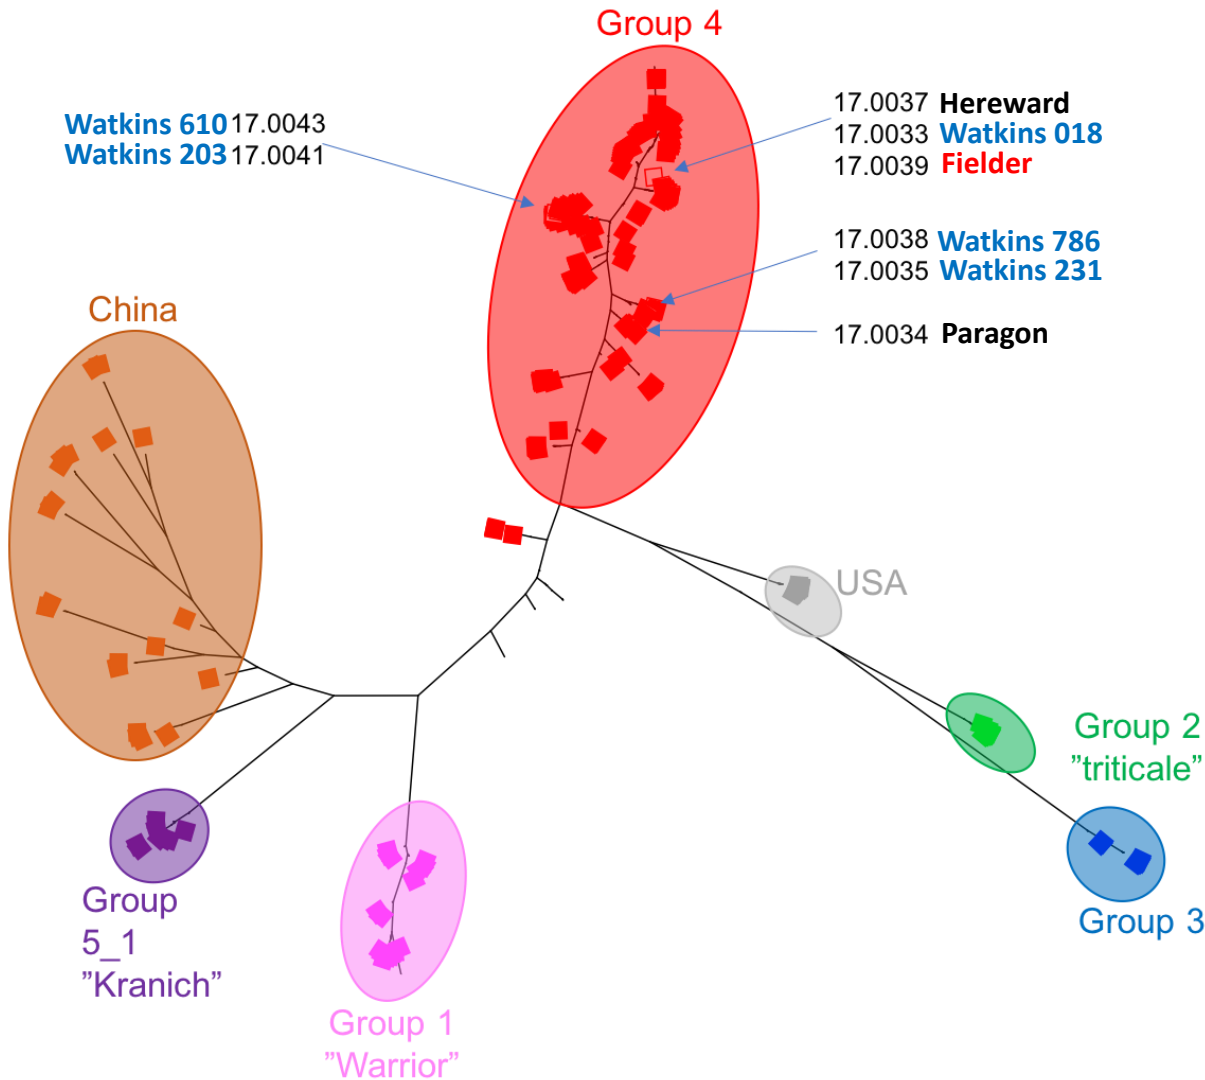 Group 4
Watkins 610 17.0043
Watkins 203 17.0041
17.0037 Hereward
17.0033 Watkins 018
17.0039 Fielder
17.0038 Watkins 786
17.0035 Watkins 231
17.0034 Paragon
China
USA
Group 2
”triticale”
Group 3
Group
5_1
”Kranich”
Group 1
”Warrior”